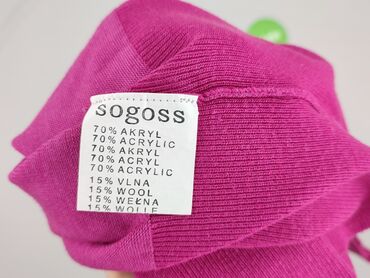 sogoss
70% AKRYL
70% ACRYLIC
70% AKRYL
70% ACRYL
70% ACRYLIC
15% VLNA
15% WOOL
15% WEŁNA
15% WOLLE